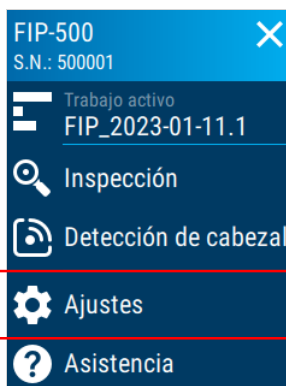 FIP-500
S.N.: 500001
Trabajo activo
FIP_2023-01-11.1
Inspección
Detección de cabezal
Ajustes
Asistencia